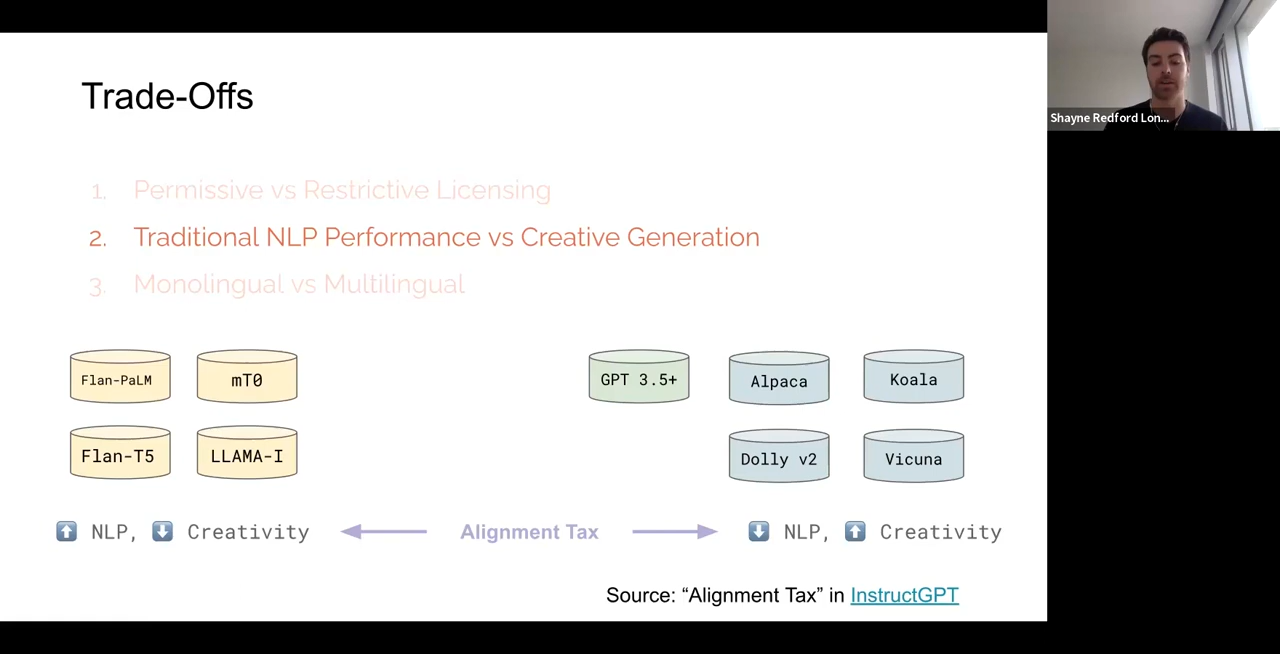 Trade-Offs
Shayne Redford Lon...
1. Permissive vs Restrictive Licensing
2. Traditional NLP Performance vs Creative Generation
3. Monolingual vs Multilingual
Flan-PaLM mT0 GPT 3.5+ Alpaca Koala
Flan-T5 LLAMA-I Dolly v2 Vicuna
⬆ NLP, ⬇ Creativity Alignment Tax ⬇ NLP, ⬆ Creativity
Source: “Alignment Tax” in InstructGPT